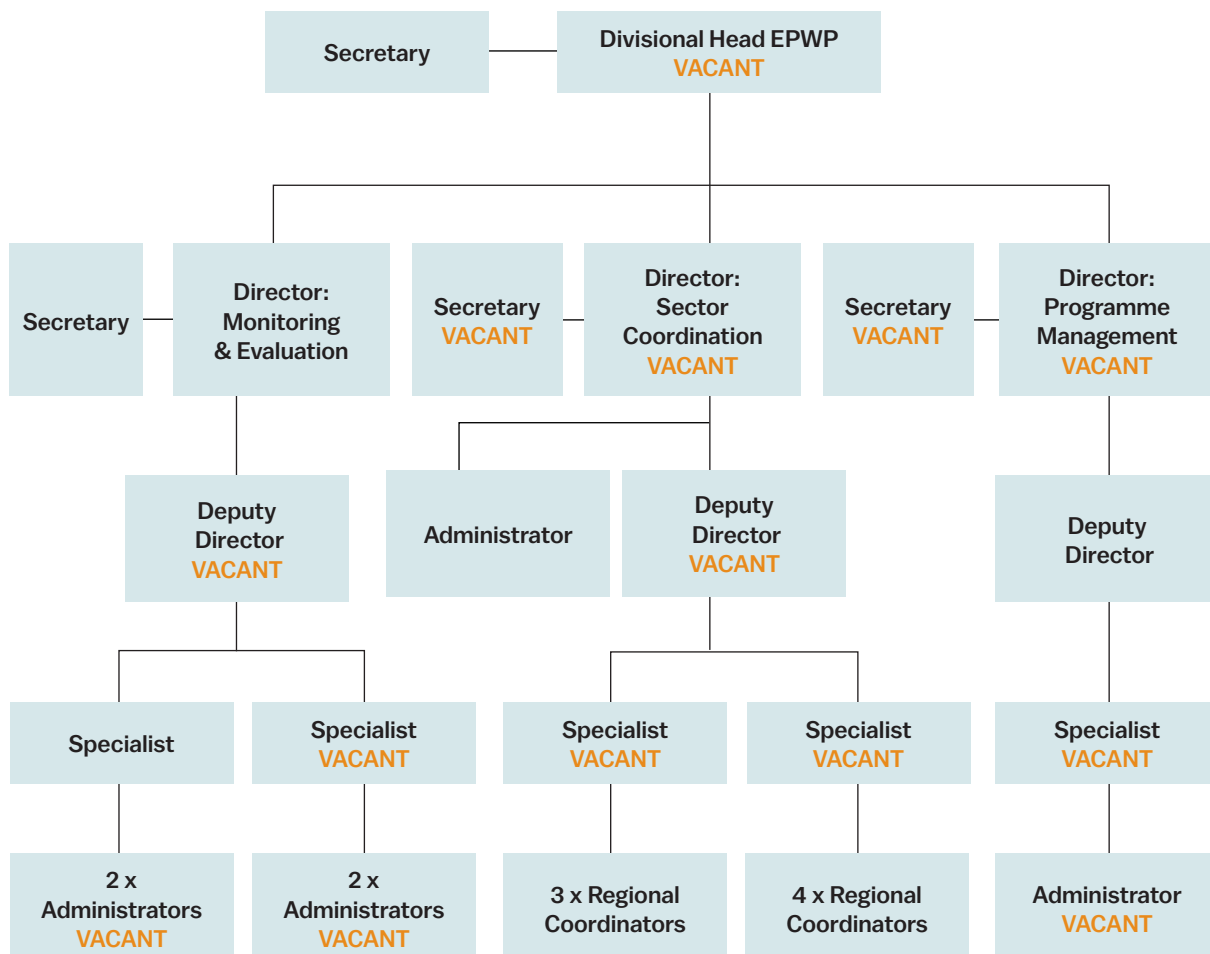 Secretary
Divisional Head EPWP
VACANT
Secretary
Director:
Monitoring
& Evaluation
Secretary
VACANT
Director:
Sector
Coordination
VACANT
Secretary
VACANT
Director:
Programme
Management
VACANT
Deputy
Director
VACANT
Administrator
Deputy
Director
VACANT
Deputy
Director
Specialist
Specialist
VACANT
Specialist
VACANT
Specialist
VACANT
Specialist
VACANT
2 x
Administrators
VACANT
2 x
Administrators
VACANT
3 x Regional
Coordinators
4 x Regional
Coordinators
Administrator
VACANT